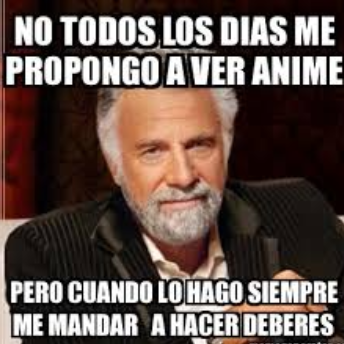 NO TODOS LOS DIAS ME
PROPONGO A VER ANIME
PERO CUANDO LO HAGO SIEMPRE
ME MANDAR A HACER DEBERES